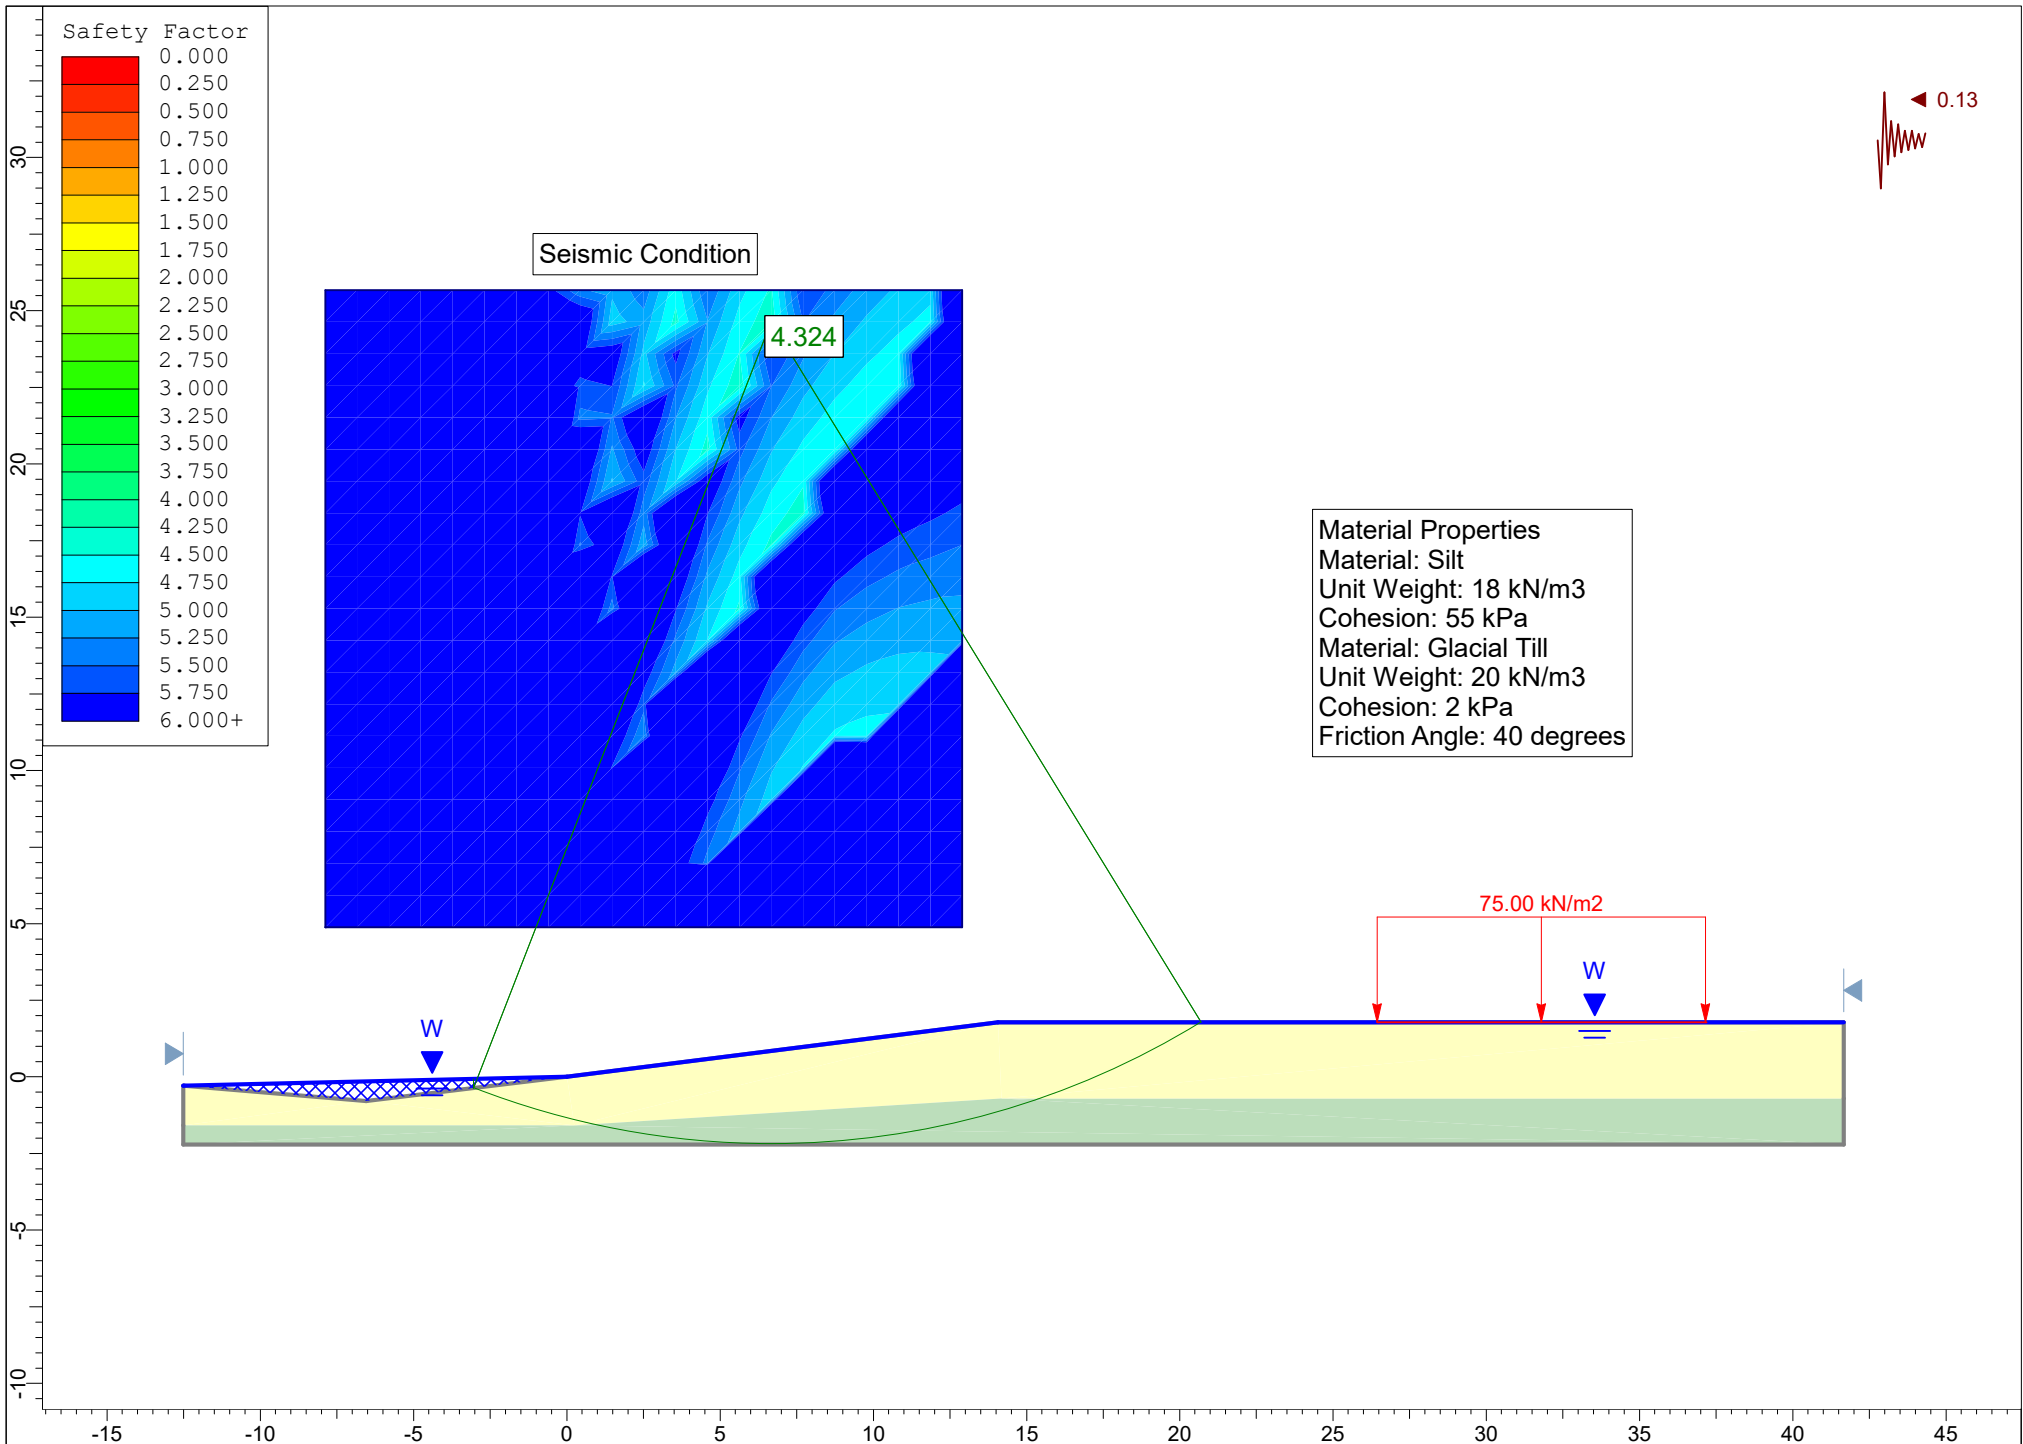 Safety Factor
0.000
0.250
0.500
0.750
1.000
1.250
1.500
1.750
2.000
2.250
2.500
2.750
3.000
3.250
3.500
3.750
4.000
4.250
4.500
4.750
5.000
5.250
5.500
5.750
6.000+
0.13
Seismic Condition
4.324
Material Properties
Material: Silt
Unit Weight: 18 kN/m3
Cohesion: 55 kPa
Material: Glacial Till
Unit Weight: 20 kN/m3
Cohesion: 2 kPa
Friction Angle: 40 degrees
75.00 kN/m2
W
W
30
25
20
15
10
5
0
-5
-10
-15 -10 -5 0 5 10 15 20 25 30 35 40 45